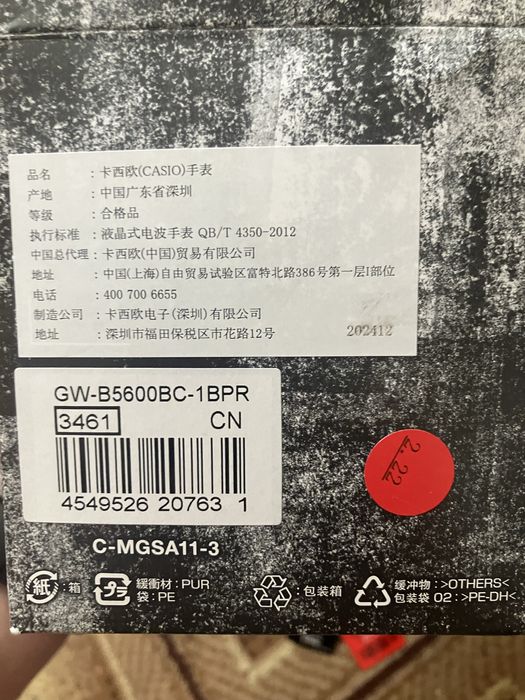 品名 : 卡西欧(CASIO)手表
产地 : 中国广东省深圳
等级 : 合格品
执行标准 : 液晶式电波手表 QB/T 4350-2012
中国总代理 : 卡西欧(中国)贸易有限公司
地址 : 中国(上海)自由贸易试验区富特北路386号第一层I部位
电话 : 400 700 6655
制造公司 : 卡西欧电子(深圳)有限公司
地址 : 深圳市福田保税区市花路12号
202412
GW-B5600BC-1BPR
3461 CN
4549526 20763 1
2.22
C-MGSA11-3
紙 : 箱
プラ 緩衝材 : PUR
袋 : PE
: 包装箱
缓冲物 : >OTHERS<
包装袋 02 : >PE-DH<